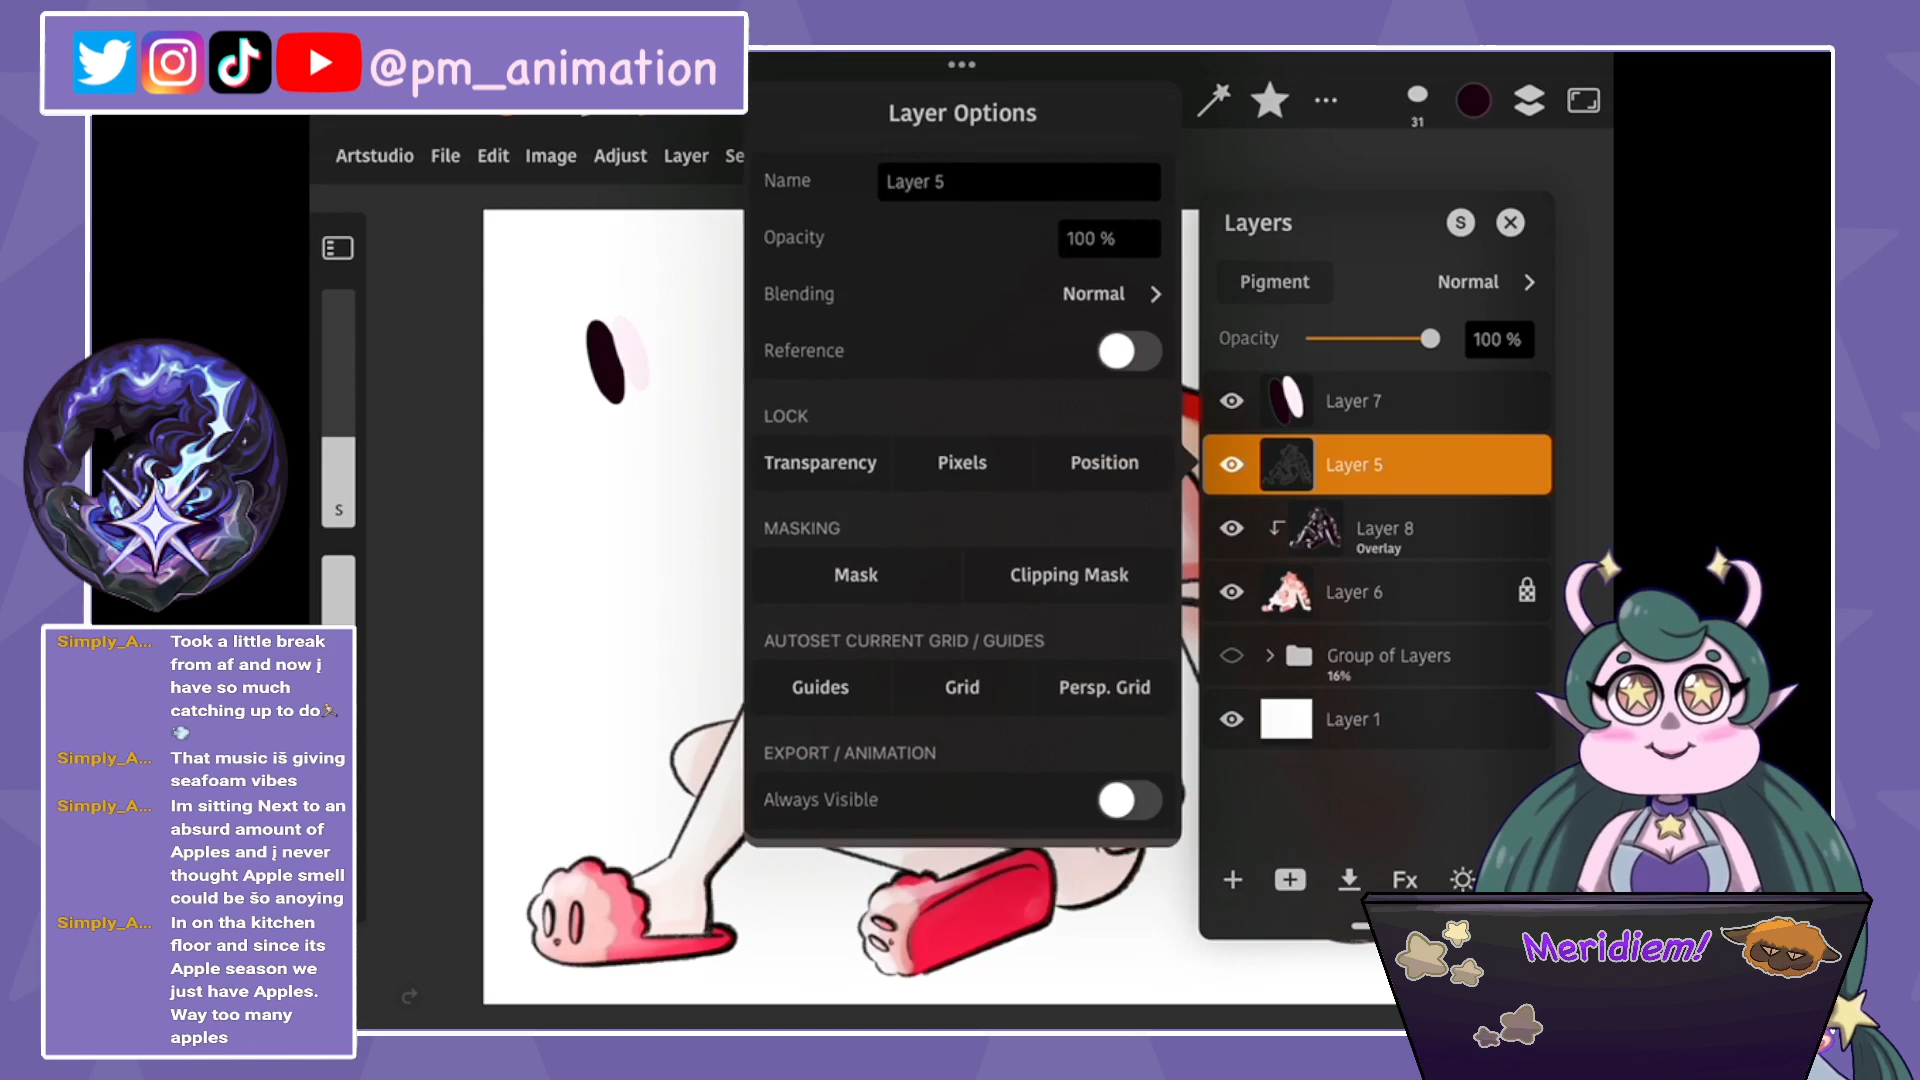 @pm_animation
Artstudio File Edit Image Adjust Layer Se
S
Layer Options
Name Layer 5
Opacity 100 %
Blending Normal
Reference
LOCK
Transparency Pixels Position
MASKING
Mask Clipping Mask
AUTOSET CURRENT GRID / GUIDES
Guides Grid Persp. Grid
EXPORT / ANIMATION
Always Visible
31
Layers S
Pigment Normal
Opacity 100 %
Layer 7
Layer 5
Layer 8
Overlay
Layer 6
Group of Layers
16%
Layer 1
Fx
Simply_A... Took a little break
from af and now į
have so much
catching up to do
Simply_A... That music iš giving
seafoam vibes
Simply_A... Im sitting Next to an
absurd amount of
Apples and į never
thought Apple smell
could be šo anoying
Simply_A... In on tha kitchen
floor and since its
Apple season we
just have Apples.
Way too many
apples
Meridiem!